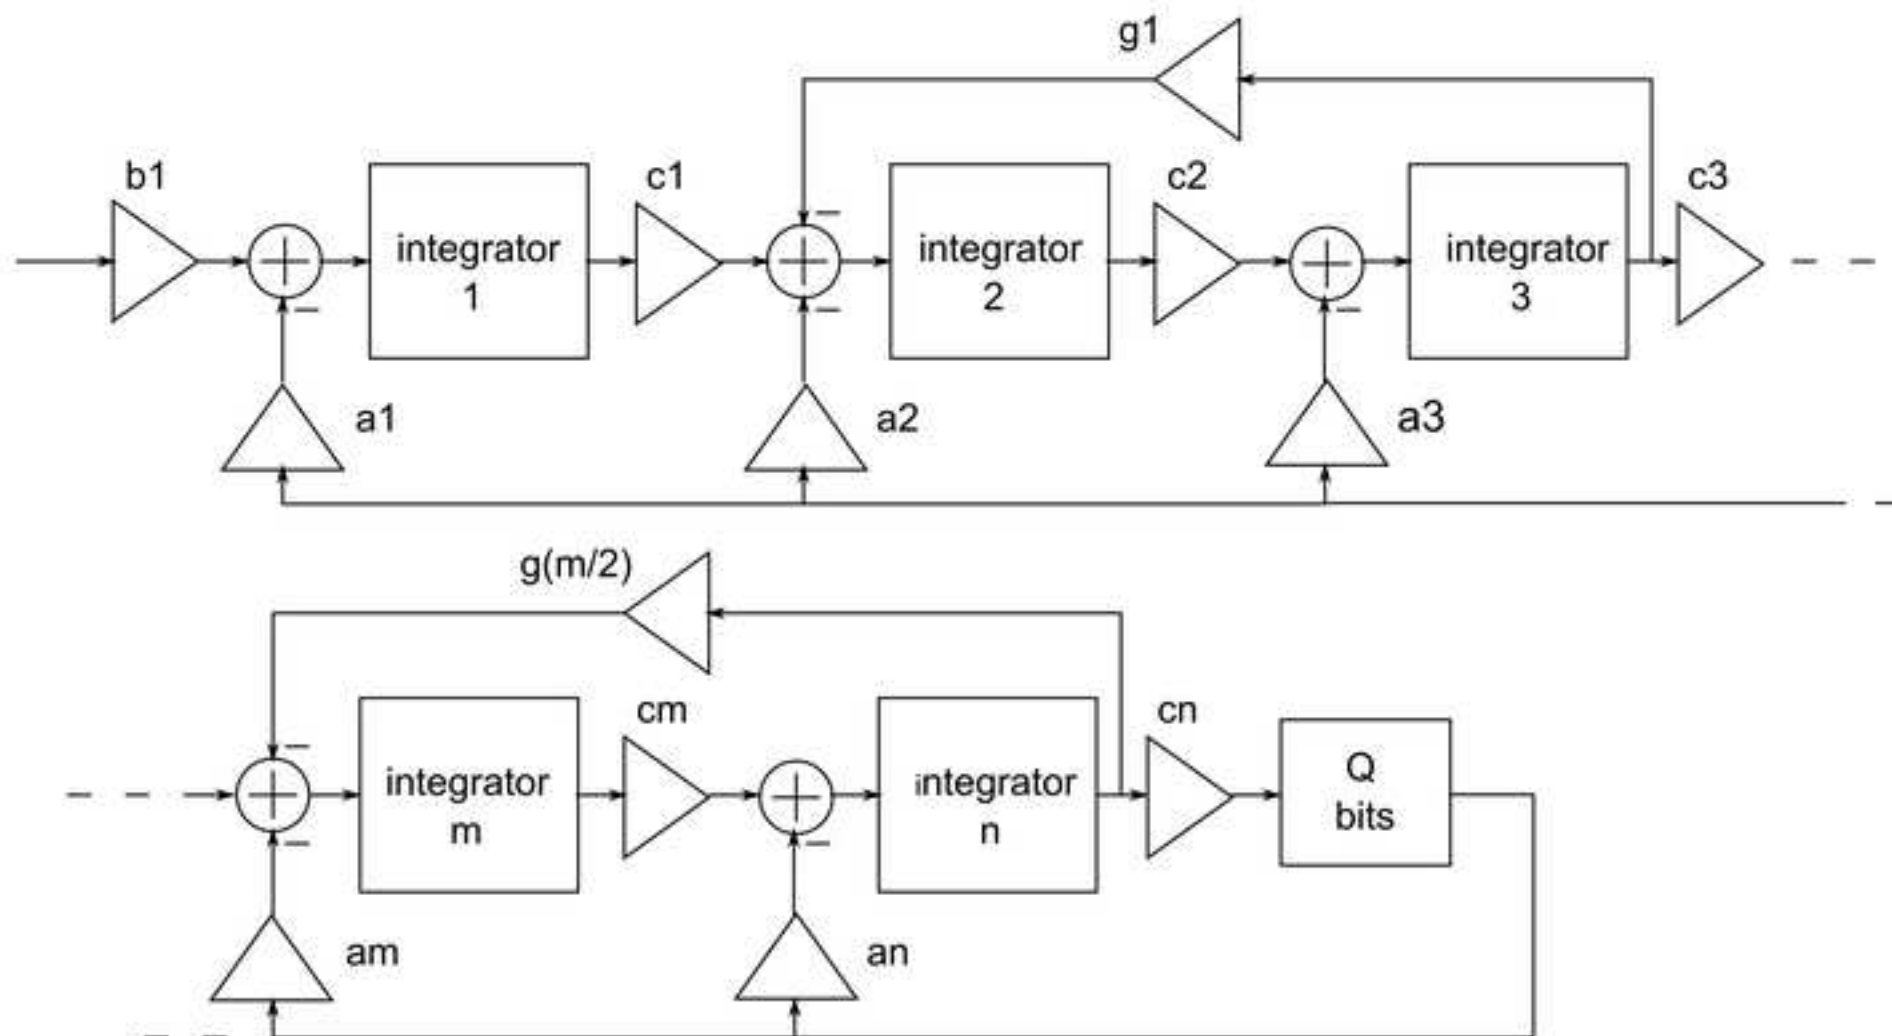 g1
b1
c1
c2
c3
integrator
1
integrator
2
integrator
3
a1
a2
a3
g(m/2)
cm
cn
integrator
m
integrator
n
Q
bits
am
an